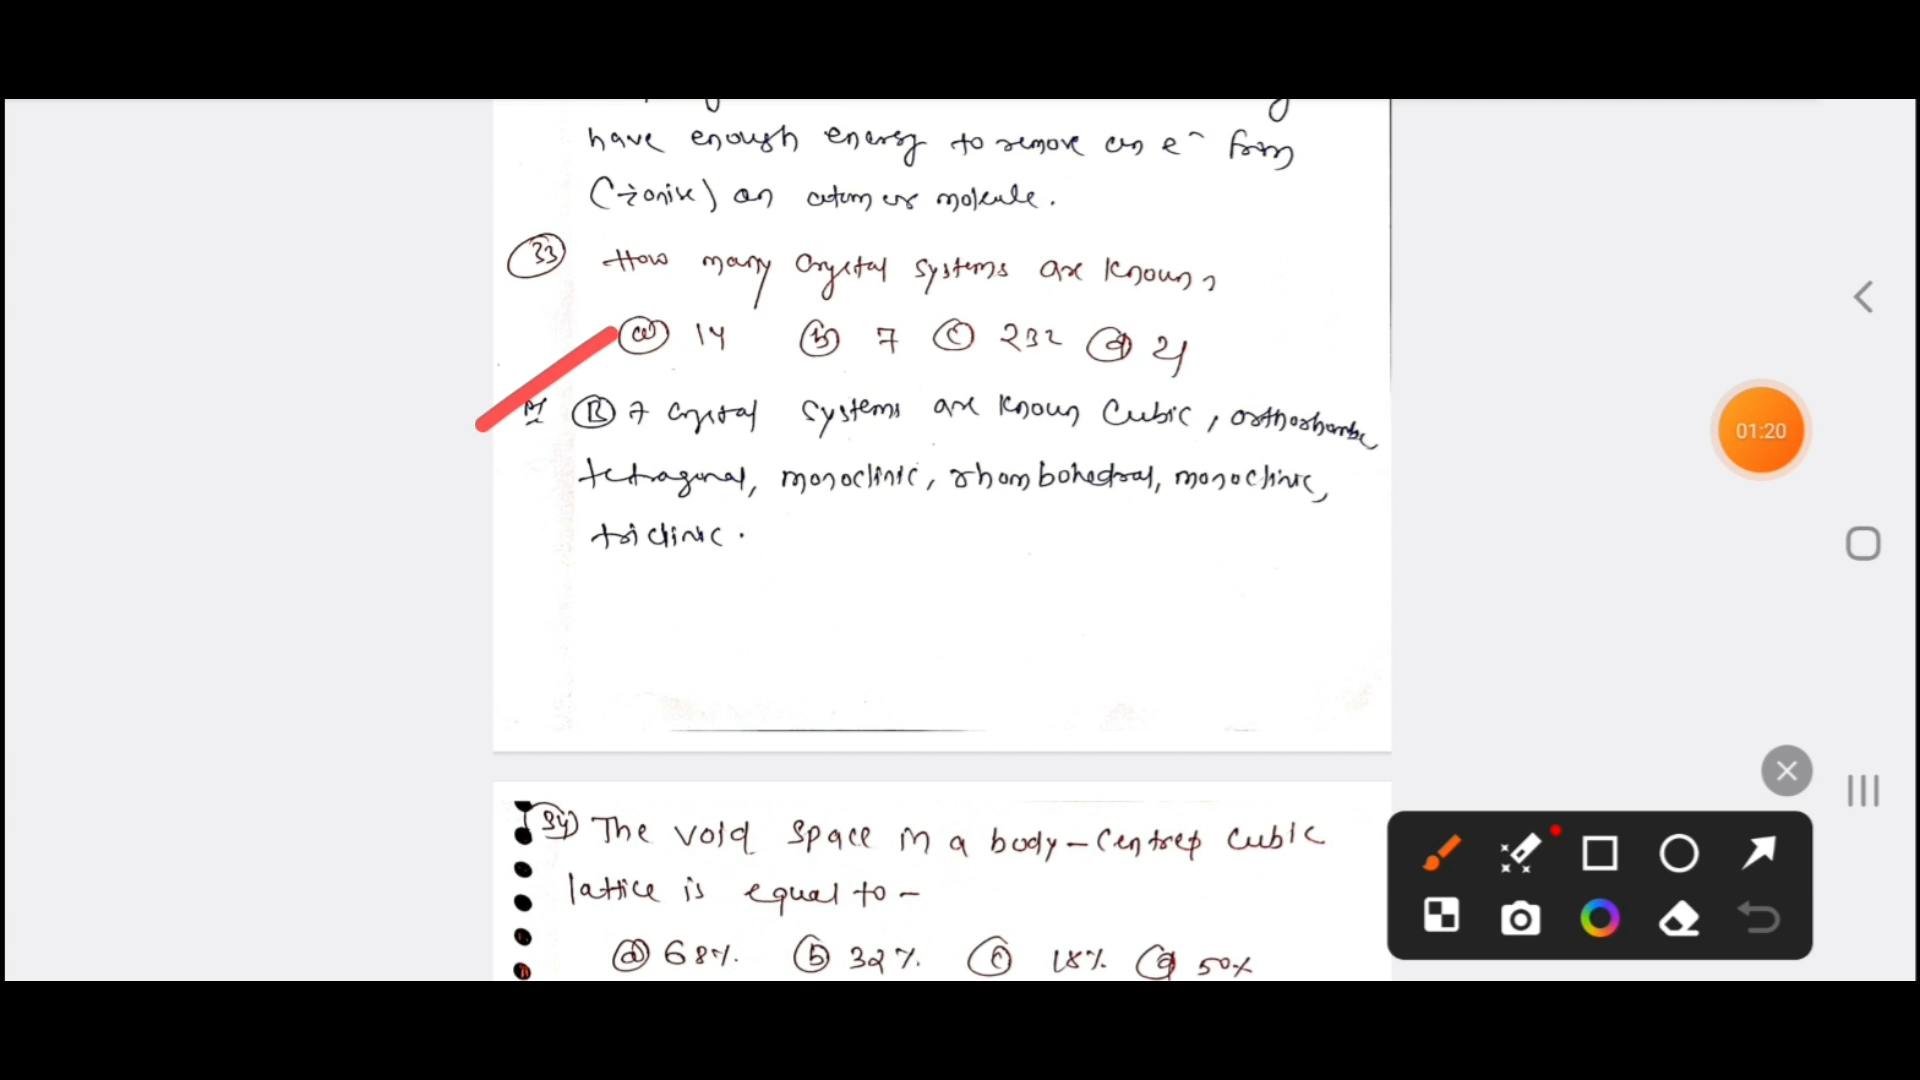 have enough energy to remove an e⁻ from
(ionise) an atom or molecule.
33 How many Crystal systems are known?
(a) 14 (b) 7 (c) 232 (d) 21
(B) 7 crystal systems are known Cubic, orthorhombic
tetragonal, monoclinic, rhombohedral, monoclinic,
triclinic.
34) The void space in a body-centred cubic
lattice is equal to -
(a) 68%. (b) 32%. (c) 18%. (d) 50%
01:20